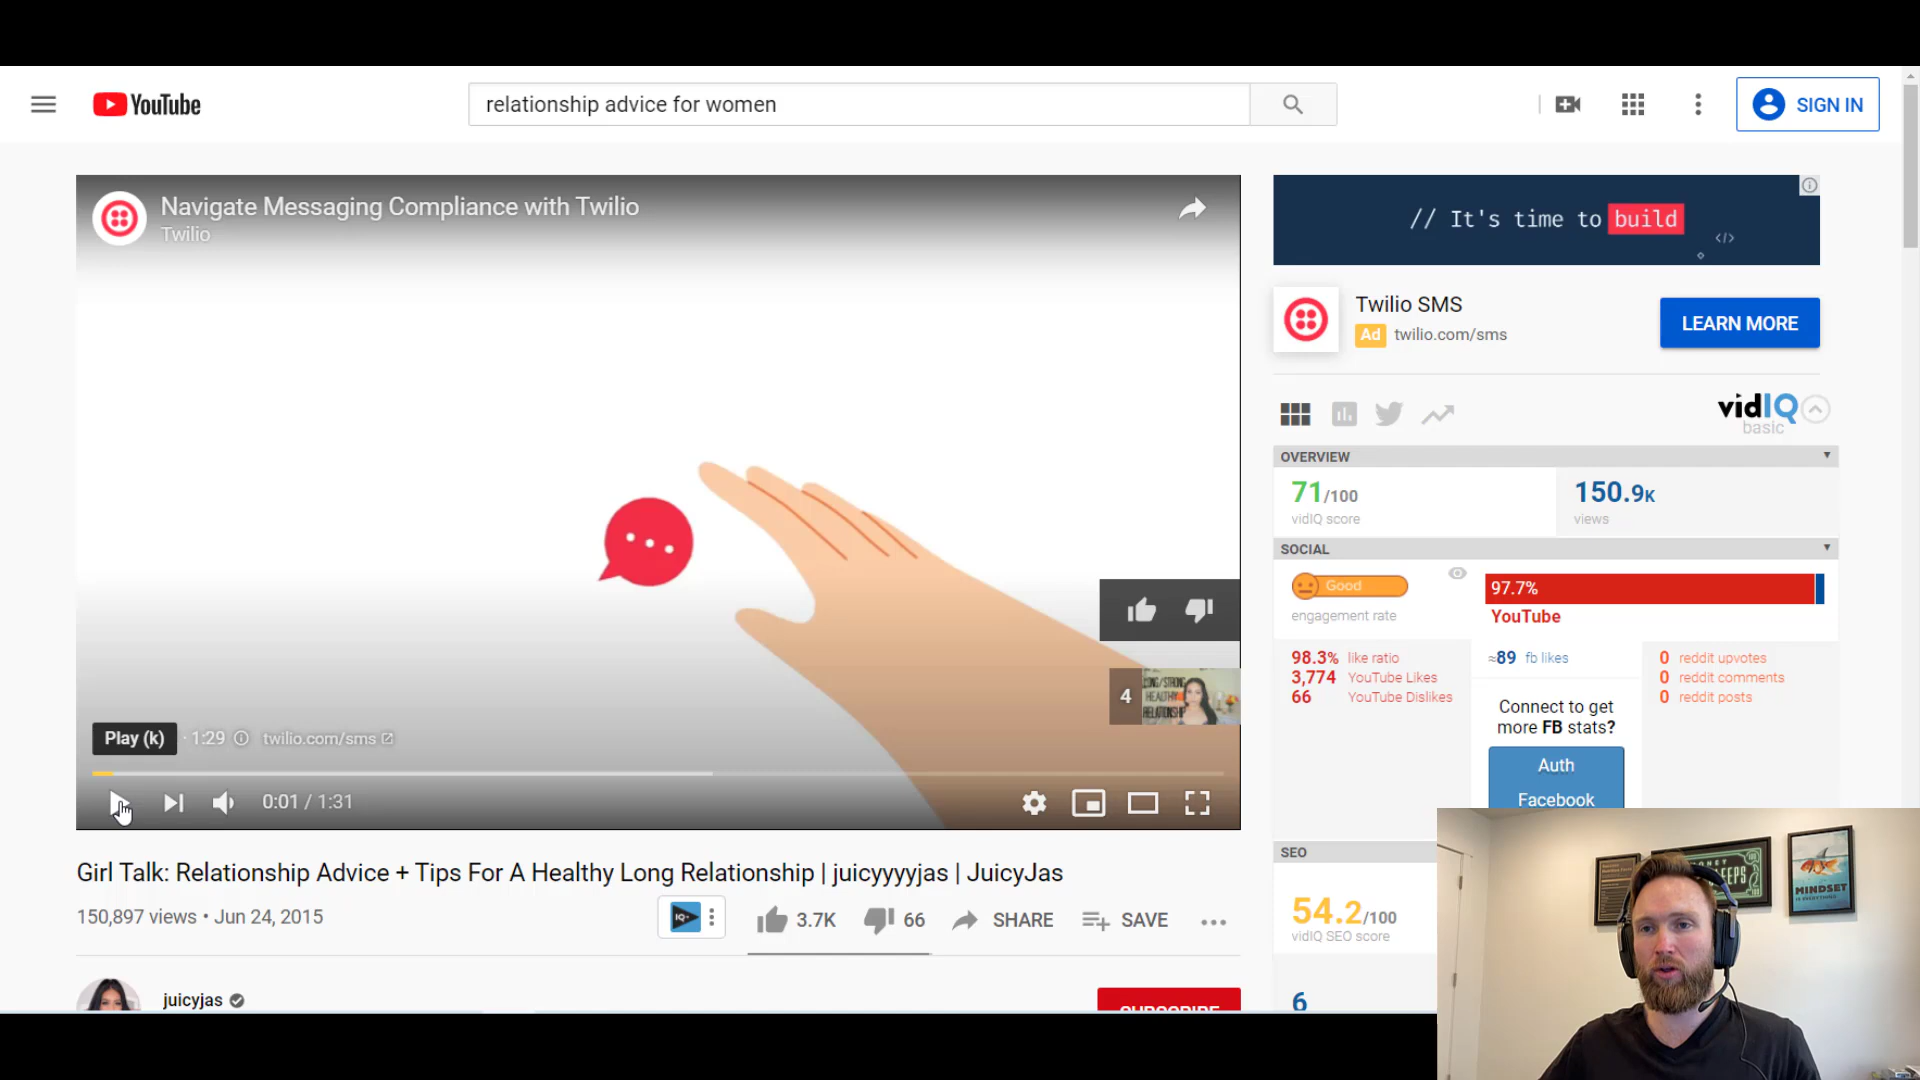 YouTube
relationship advice for women
SIGN IN
Navigate Messaging Compliance with Twilio
Twilio
// It's time to build
</>
Twilio SMS
Ad twilio.com/sms
LEARN MORE
vidIQ
basic
OVERVIEW
71/100
vidIQ score
150.9K
views
SOCIAL
Good
engagement rate
97.7%
YouTube
98.3% like ratio
3,774 YouTube Likes
66 YouTube Dislikes
≈89 fb likes
0 reddit upvotes
0 reddit comments
0 reddit posts
Connect to get
more FB stats?
Auth
Facebook
4
LONG/STRONG
HEALTHY
RELATIONSHIP
Play (k) · 1:29 twilio.com/sms
0:01 / 1:31
Girl Talk: Relationship Advice + Tips For A Healthy Long Relationship | juicyyyyjas | JuicyJas
150,897 views • Jun 24, 2015
IQ
3.7K
66
SHARE
SAVE
SEO
54.2/100
vidIQ SEO score
6
juicyjas
SUBSCRIBE
MINDSET